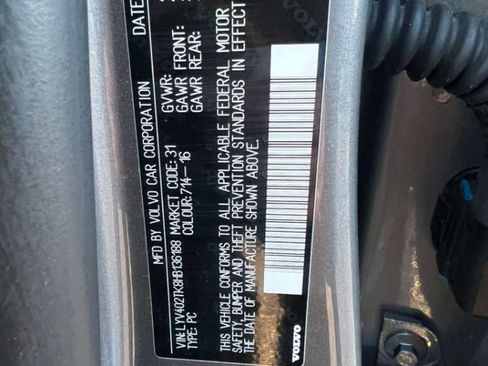 MFD BY VOLVO CAR CORPORATION DATE
GVWR:
GAWR FRONT:
GAWR REAR:
VIN: LYV402TK8HB136188 MARKET CODE: 31
TYPE: PC COLOUR: 714-16
THIS VEHICLE CONFORMS TO ALL APPLICABLE FEDERAL MOTOR
SAFETY, BUMPER AND THEFT PREVENTION STANDARDS IN EFFECT
THE DATE OF MANUFACTURE SHOWN ABOVE.
VOLVO
VOLVO